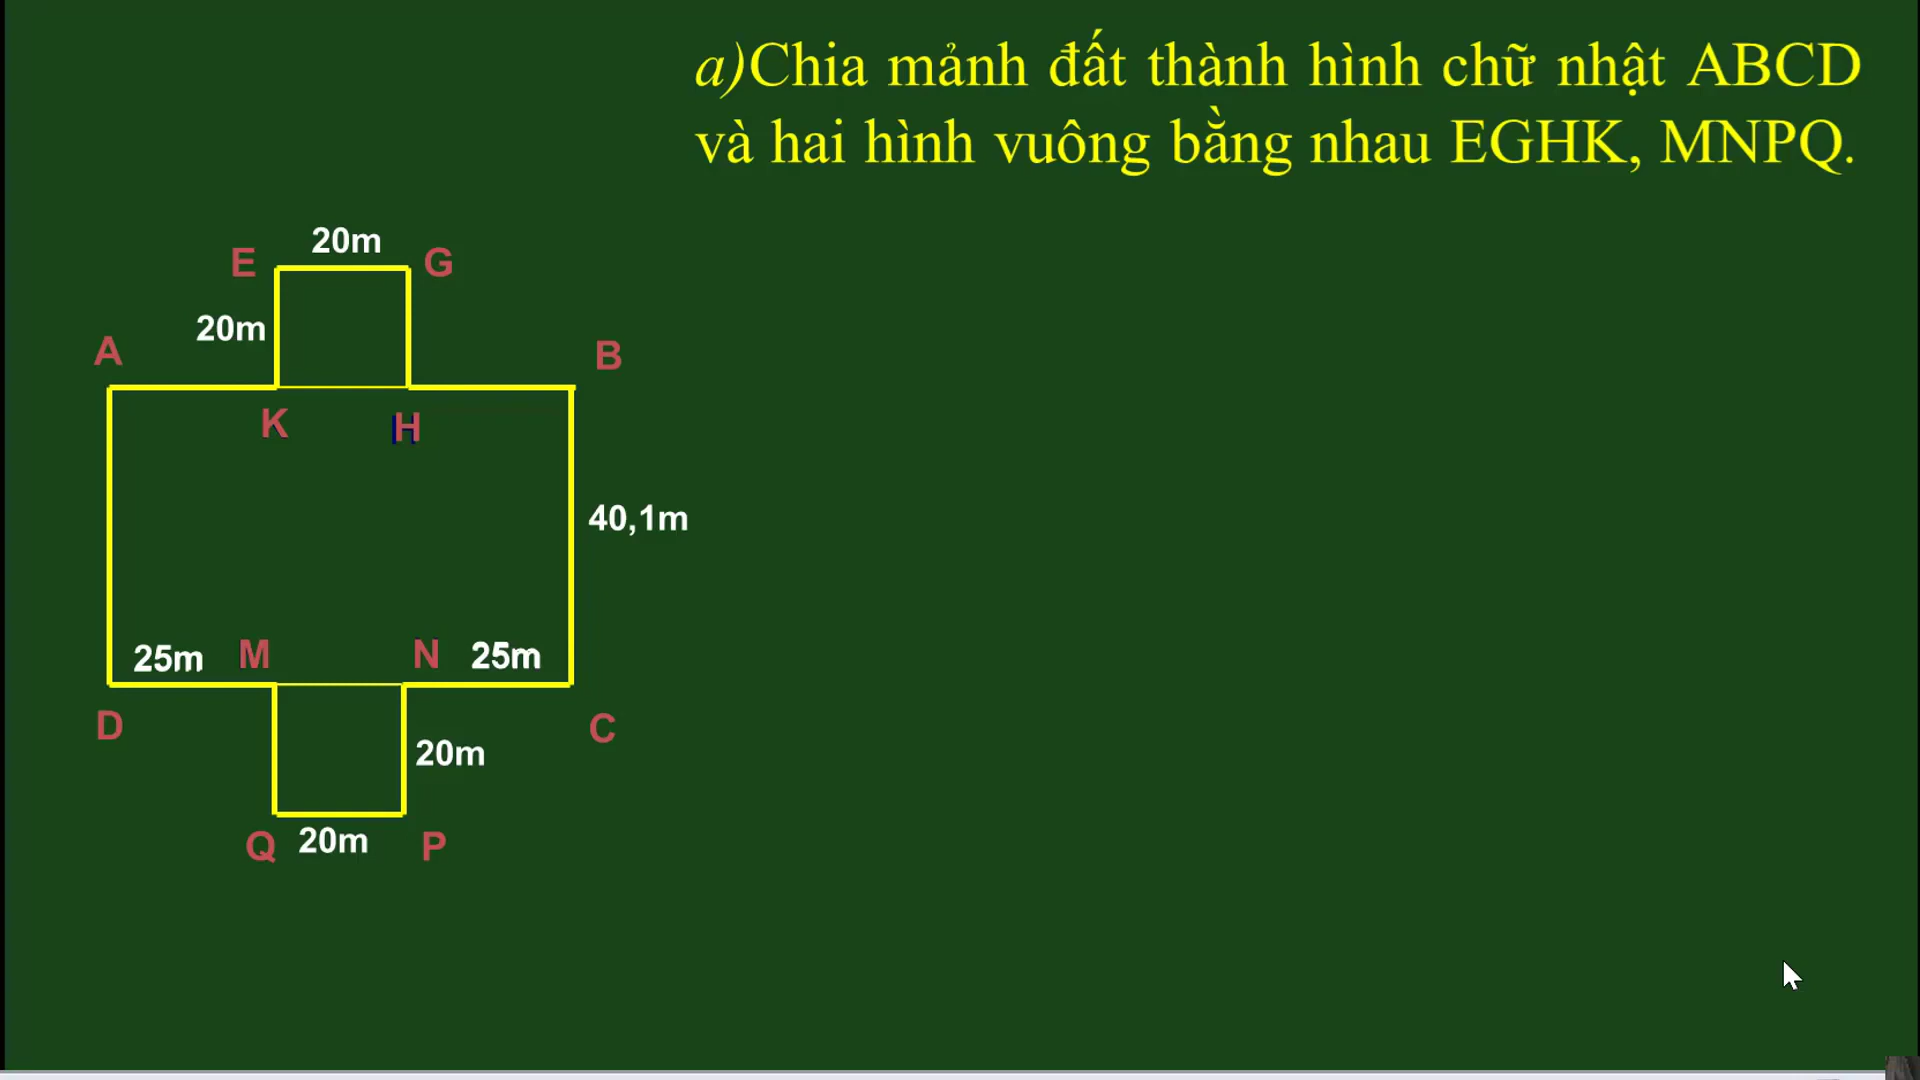 a)Chia mảnh đất thành hình chữ nhật ABCD
và hai hình vuông bằng nhau EGHK, MNPQ.
20m
E
G
20m
A
B
K
H
40,1m
25m
M
N
25m
D
C
20m
Q
20m
P